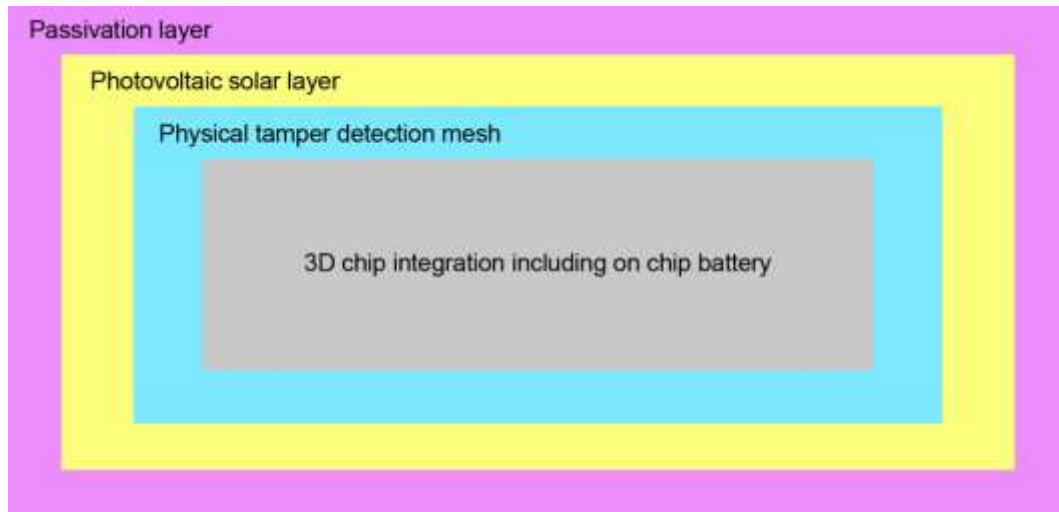 Passivation layer
Photovoltaic solar layer
Physical tamper detection mesh
3D chip integration including on chip battery